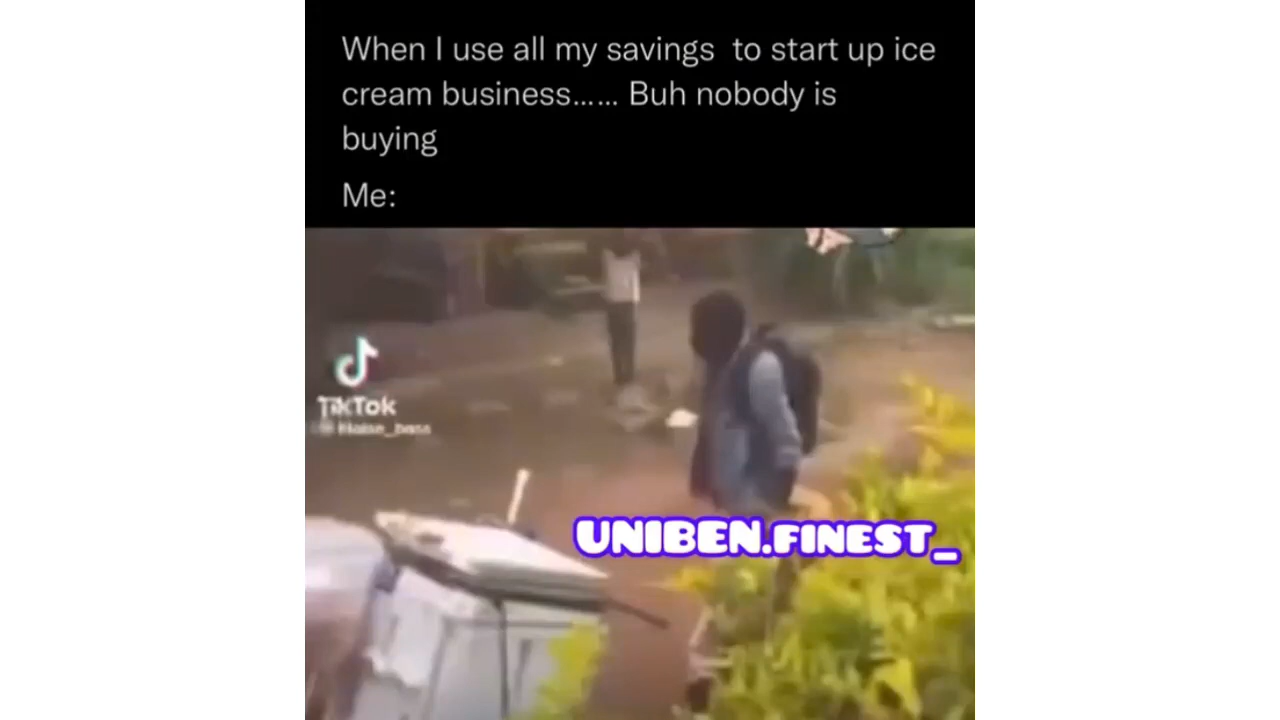 When I use all my savings  to start up ice
cream business...... Buh nobody is
buying
Me:
TikTok
UNIBEN.FINEST_